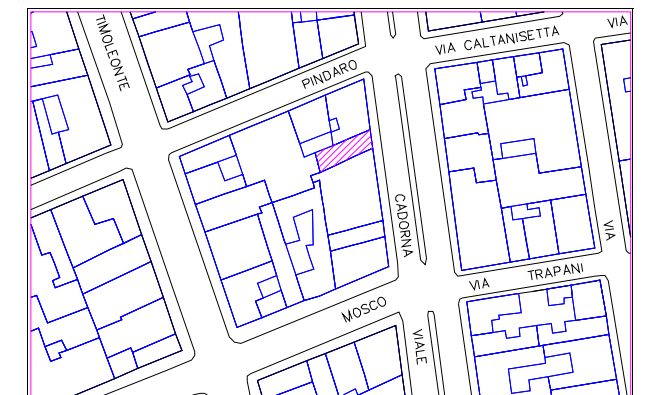 VIA
TIMOLEONTE
VIA CALTANISETTA
PINDARO
CADORNA
VIA
VIA TRAPANI
MOSCO
VIALE